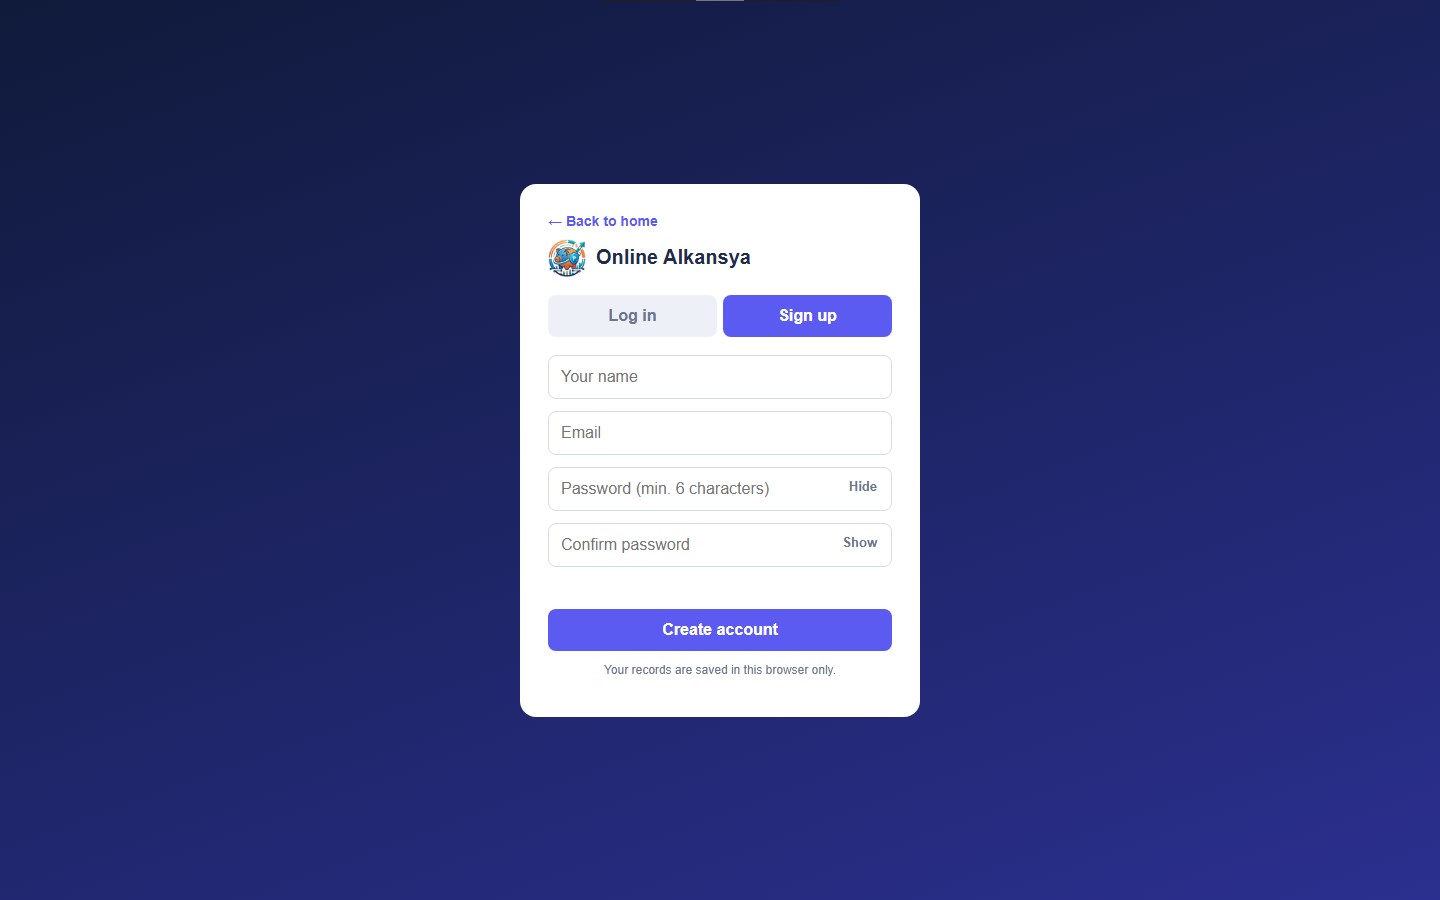 ← Back to home
Online Alkansya
Log in
Sign up
Your name
Email
Password (min. 6 characters)
Hide
Confirm password
Show
Create account
Your records are saved in this browser only.